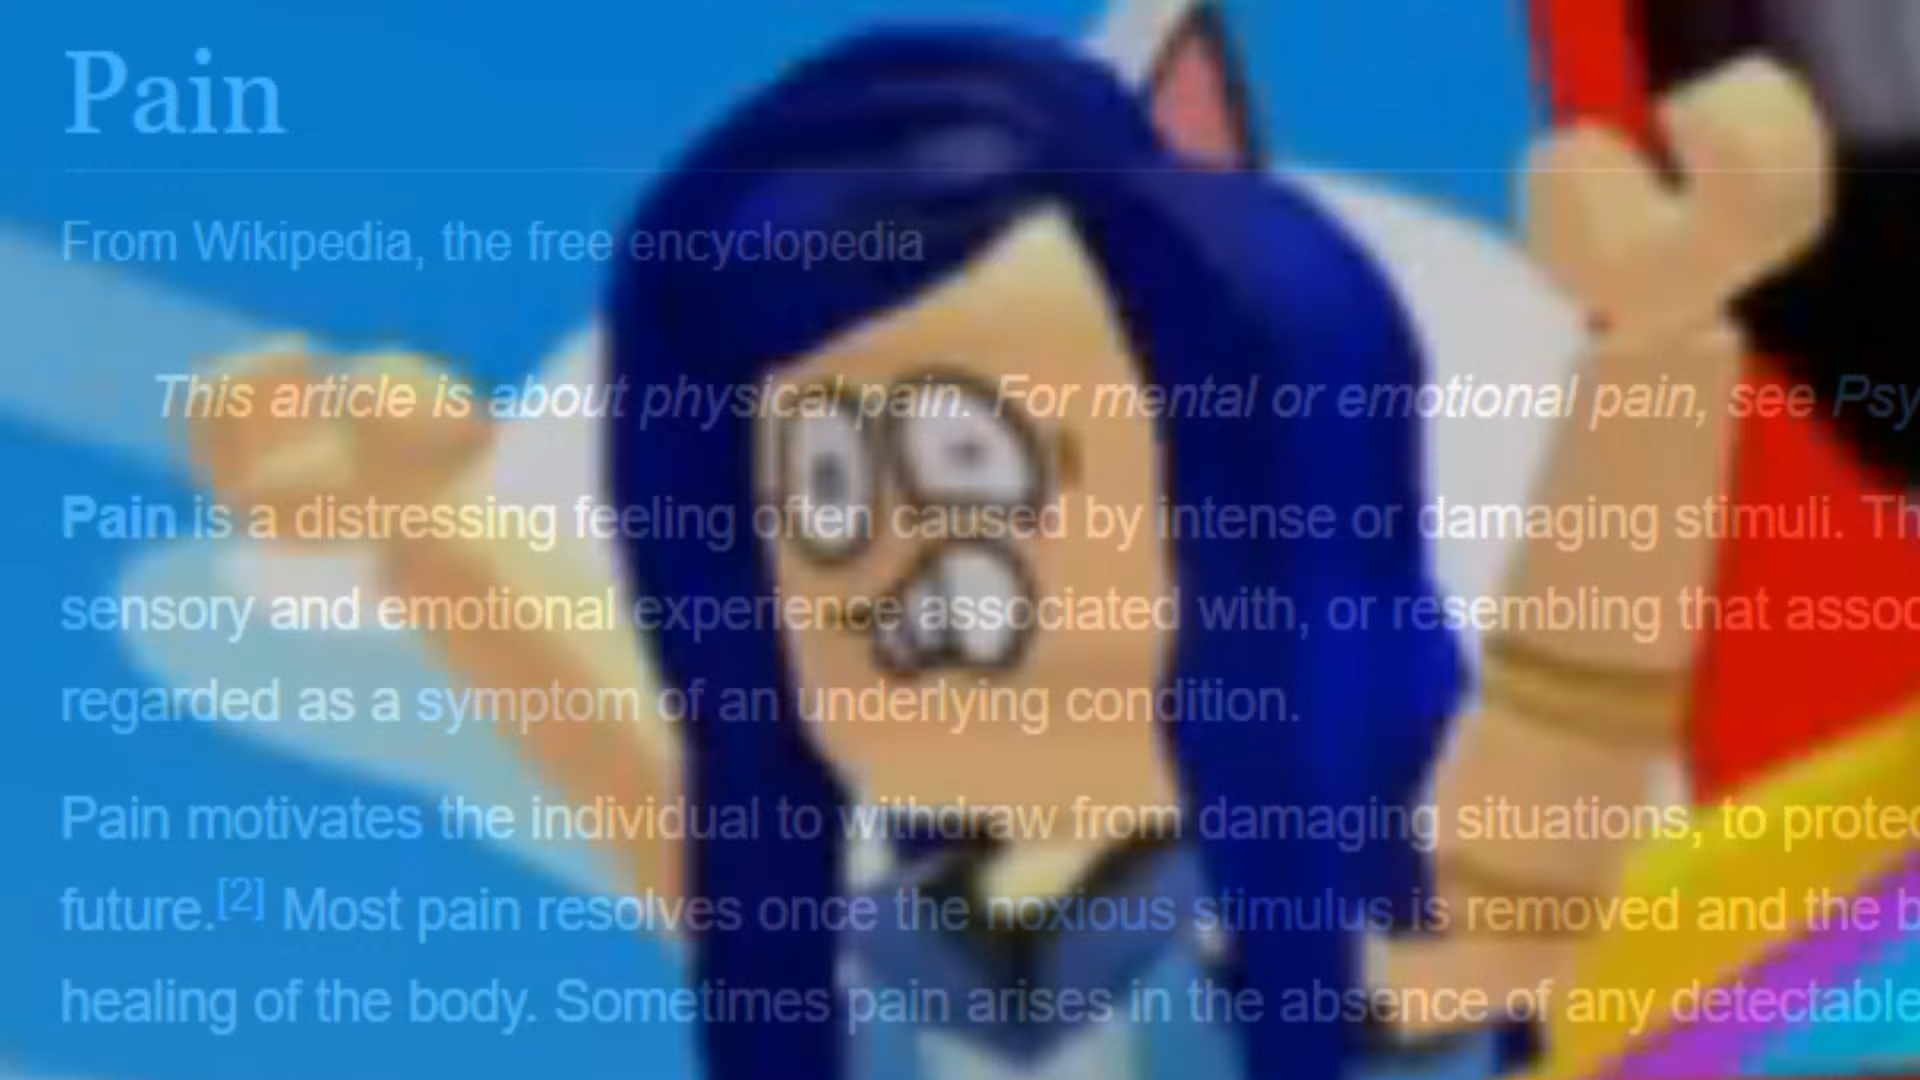 Pain
From Wikipedia, the free encyclopedia
This article is about physical pain. For mental or emotional pain, see Psy
Pain is a distressing feeling often caused by intense or damaging stimuli. Th
sensory and emotional experience associated with, or resembling that assoc
regarded as a symptom of an underlying condition.
Pain motivates the individual to withdraw from damaging situations, to protec
future.[2] Most pain resolves once the noxious stimulus is removed and the b
healing of the body. Sometimes pain arises in the absence of any detectable